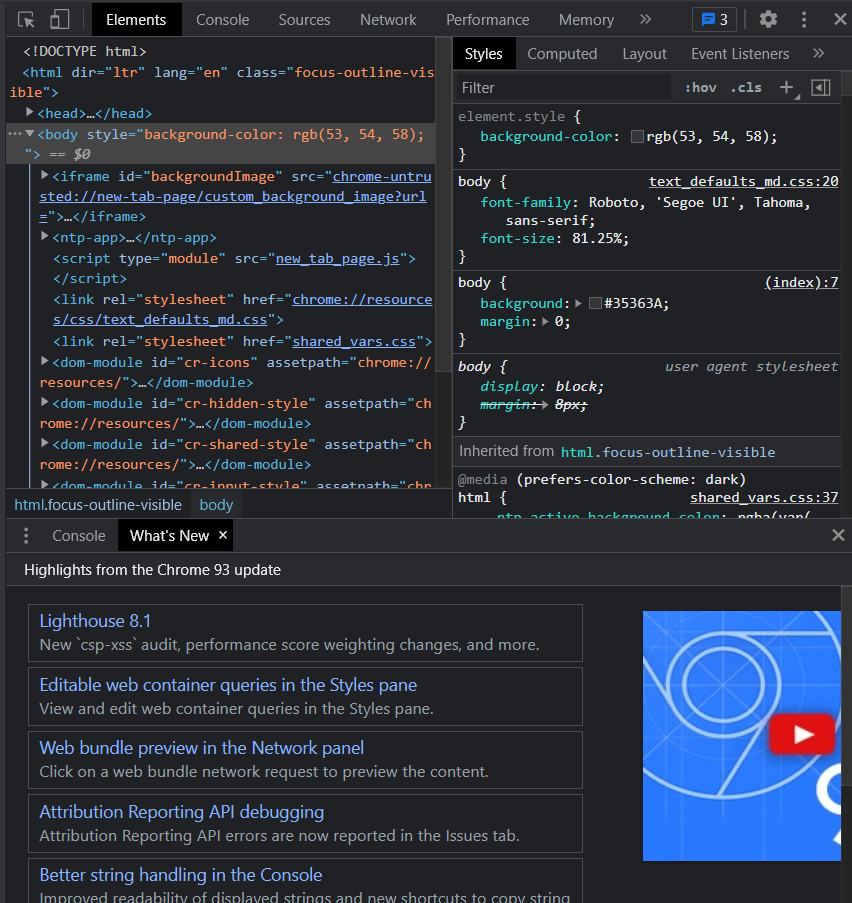 Elements Console Sources Network Performance Memory » 3
<!DOCTYPE html>
<html dir="ltr" lang="en" class="focus-outline-vis
ible">
<head>…</head>
<body style="background-color: rgb(53, 54, 58);
"> == $0
<iframe id="backgroundImage" src="chrome-untru
sted://new-tab-page/custom_background_image?url
=">…</iframe>
<ntp-app>…</ntp-app>
<script type="module" src="new_tab_page.js">
</script>
<link rel="stylesheet" href="chrome://resource
s/css/text_defaults_md.css">
<link rel="stylesheet" href="shared_vars.css">
<dom-module id="cr-icons" assetpath="chrome://
resources/">…</dom-module>
<dom-module id="cr-hidden-style" assetpath="ch
rome://resources/">…</dom-module>
<dom-module id="cr-shared-style" assetpath="ch
rome://resources/">…</dom-module>
<dom-module id="cr-input-style" assetpath="chr
html.focus-outline-visible body
Styles Computed Layout Event Listeners »
Filter :hov .cls +
element.style {
background-color: rgb(53, 54, 58);
}
body { text_defaults_md.css:20
font-family: Roboto, 'Segoe UI', Tahoma,
sans-serif;
font-size: 81.25%;
}
body { (index):7
background: #35363A;
margin: 0;
}
body { user agent stylesheet
display: block;
margin: 8px;
}
Inherited from html.focus-outline-visible
@media (prefers-color-scheme: dark)
html { shared_vars.css:37
ntp-active-background-color: rgba(var(
Console What's New ×
Highlights from the Chrome 93 update
Lighthouse 8.1
New `csp-xss` audit, performance score weighting changes, and more.
Editable web container queries in the Styles pane
View and edit web container queries in the Styles pane.
Web bundle preview in the Network panel
Click on a web bundle network request to preview the content.
Attribution Reporting API debugging
Attribution Reporting API errors are now reported in the Issues tab.
Better string handling in the Console
Improved readability of displayed strings and new shortcuts to copy string